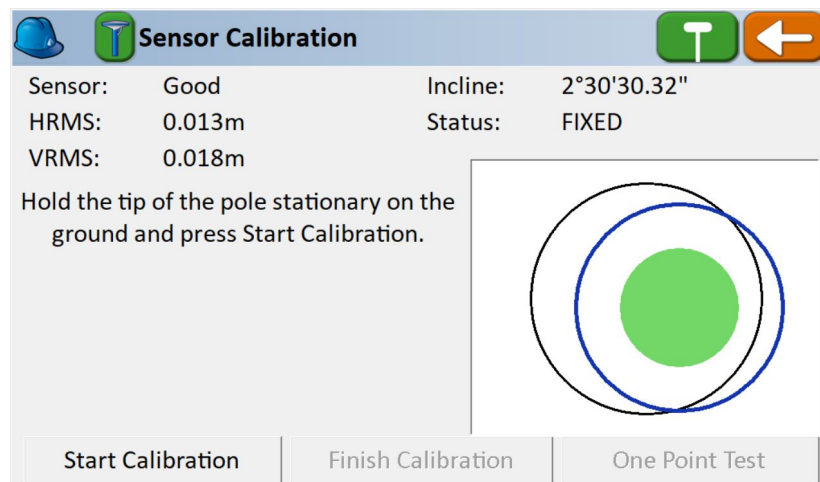 Sensor Calibration
Sensor: Good Incline: 2°30'30.32"
HRMS: 0.013m Status: FIXED
VRMS: 0.018m
Hold the tip of the pole stationary on the
ground and press Start Calibration.
Start Calibration Finish Calibration One Point Test